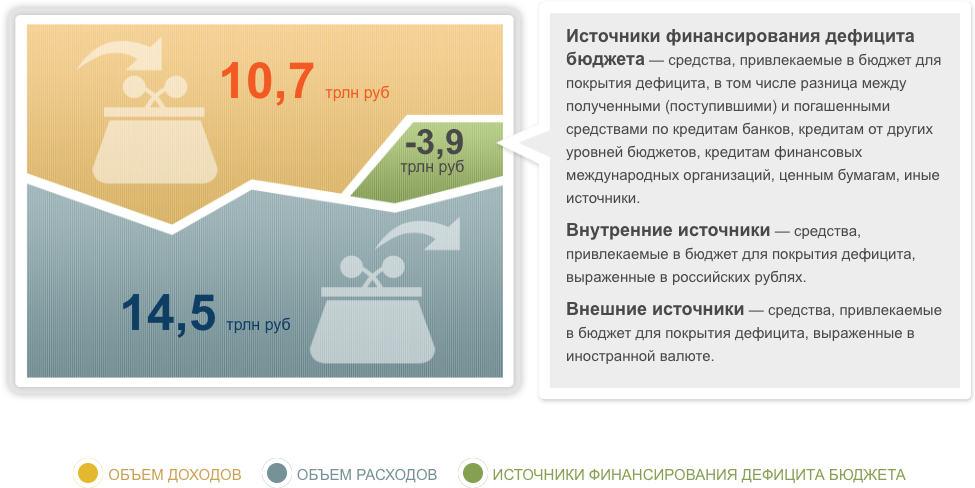 10,7 трлн руб
-3,9
трлн руб
14,5 трлн руб
Источники финансирования дефицита
бюджета — средства, привлекаемые в бюджет для
покрытия дефицита, в том числе разница между
полученными (поступившими) и погашенными
средствами по кредитам банков, кредитам от других
уровней бюджетов, кредитам финансовых
международных организаций, ценным бумагам, иные
источники.
Внутренние источники — средства,
привлекаемые в бюджет для покрытия дефицита,
выраженные в российских рублях.
Внешние источники — средства, привлекаемые
в бюджет для покрытия дефицита, выраженные в
иностранной валюте.
ОБЪЕМ ДОХОДОВ ОБЪЕМ РАСХОДОВ ИСТОЧНИКИ ФИНАНСИРОВАНИЯ ДЕФИЦИТА БЮДЖЕТА